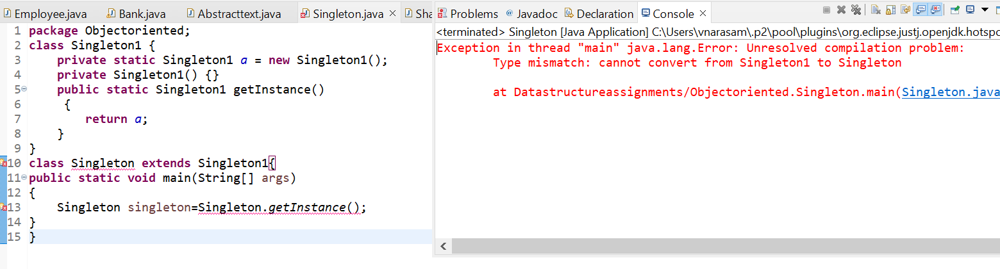 Employee.java Bank.java Abstracttext.java Singleton.java Sha
1 package Objectoriented;
2 class Singleton1 {
3 private static Singleton1 a = new Singleton1();
4 private Singleton1() {}
5 public static Singleton1 getInstance()
6 {
7 return a;
8 }
9 }
10 class Singleton extends Singleton1{
11 public static void main(String[] args)
12 {
13 Singleton singleton=Singleton.getInstance();
14 }
15 }
Problems Javadoc Declaration Console
<terminated> Singleton [Java Application] C:\Users\vnarasam\.p2\pool\plugins\org.eclipse.justj.openjdk.hotspo
Exception in thread "main" java.lang.Error: Unresolved compilation problem:
Type mismatch: cannot convert from Singleton1 to Singleton
at Datastructureassignments/Objectoriented.Singleton.main(Singleton.java